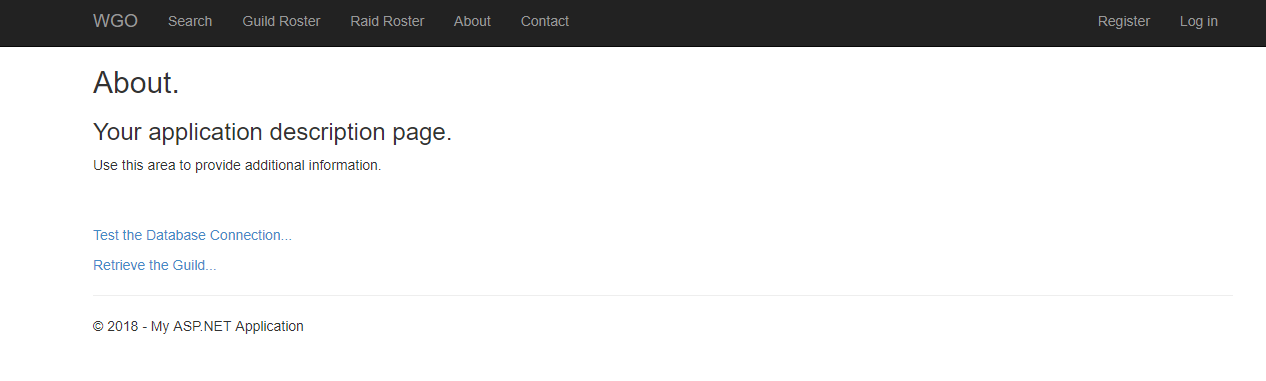 WGO Search Guild Roster Raid Roster About Contact Register Log in
About.
Your application description page.
Use this area to provide additional information.
Test the Database Connection...
Retrieve the Guild...
© 2018 - My ASP.NET Application